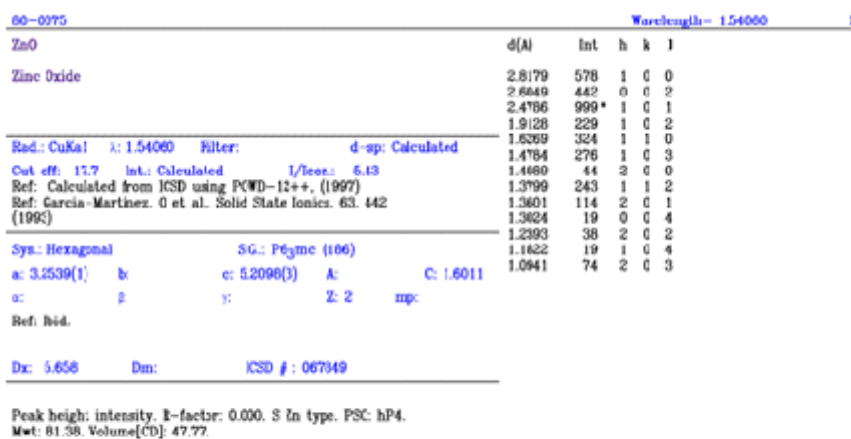 80-0075 Wavelength= 1.54060
ZnO
Zinc Oxide
Rad.: CuKa1 λ: 1.54060 Filter: d-sp: Calculated
Cut off: 17.7 Int.: Calculated I/Icor.: 5.43
Ref: Calculated from ICSD using POWD-12++, (1997)
Ref: Garcia-Martinez. O et al. Solid State Ionics. 63. 442
(1993)
Sys.: Hexagonal S.G.: P63mc (186)
a: 3.2539(1) b: c: 5.2098(3) A: C: 1.6011
α: β: γ: Z: 2 mp:
Ref: Ibid.
Dx: 5.658 Dm: ICSD # : 067849
Peak height intensity. R-factor: 0.000. S Zn type. PSC: hP4.
Mwt: 81.38. Volume[CD]: 47.77.
d(A) Int h k l
2.8179 578 1 0 0
2.6049 442 0 0 2
2.4786 999* 1 0 1
1.9128 229 1 0 2
1.6269 324 1 1 0
1.4784 276 1 0 3
1.4090 44 2 0 0
1.3799 243 1 1 2
1.3601 114 2 0 1
1.3024 19 0 0 4
1.2393 38 2 0 2
1.1822 19 1 0 4
1.0941 74 2 0 3